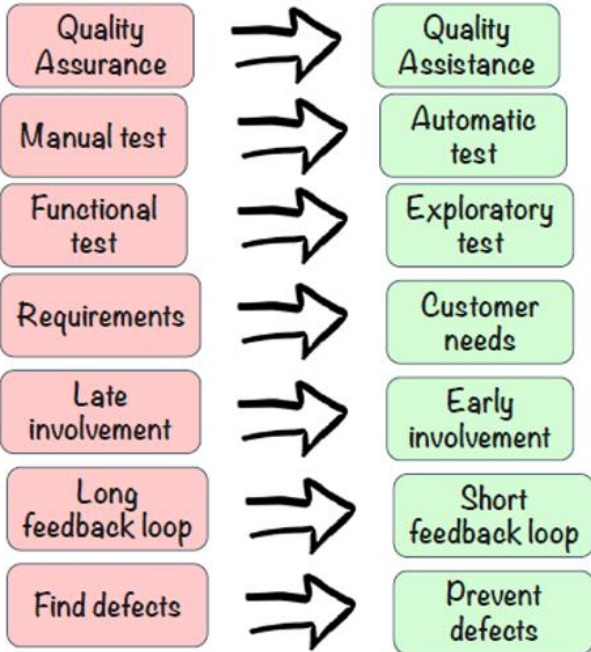 Quality
Assurance
Quality
Assistance
Manual test
Automatic
test
Functional
test
Exploratory
test
Requirements
Customer
needs
Late
involvement
Early
involvement
Long
feedback loop
Short
feedback loop
Find defects
Prevent
defects